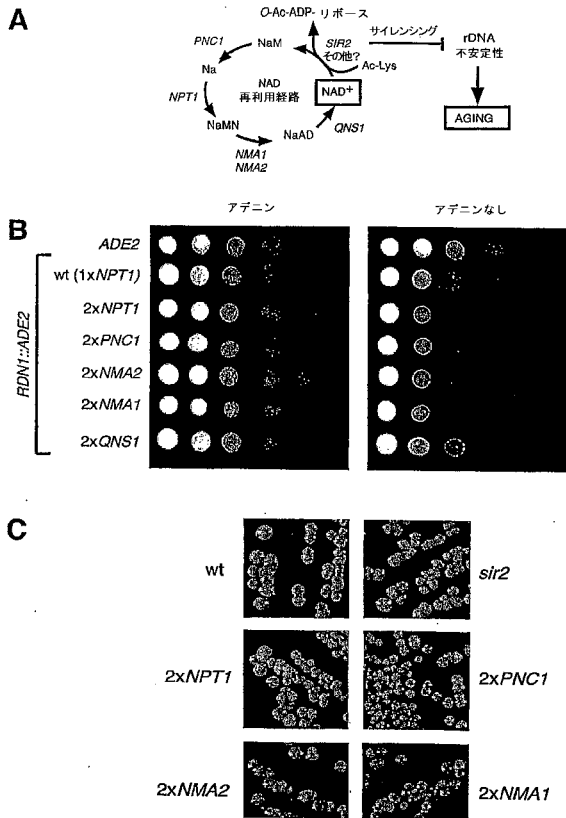 A
O-Ac-ADP- リボース
PNC1
NaM
SIR2
その他?
サイレンシング
rDNA
不安定性
Ac-Lys
Na
NAD
再利用経路
NAD+
NPT1
AGING
NaMN
NaAD
QNS1
NMA1
NMA2
アデニン
アデニンなし
B
ADE2
wt (1xNPT1)
2xNPT1
2xPNC1
2xNMA2
2xNMA1
2xQNS1
RDN1::ADE2
C
wt
sir2
2xNPT1
2xPNC1
2xNMA2
2xNMA1